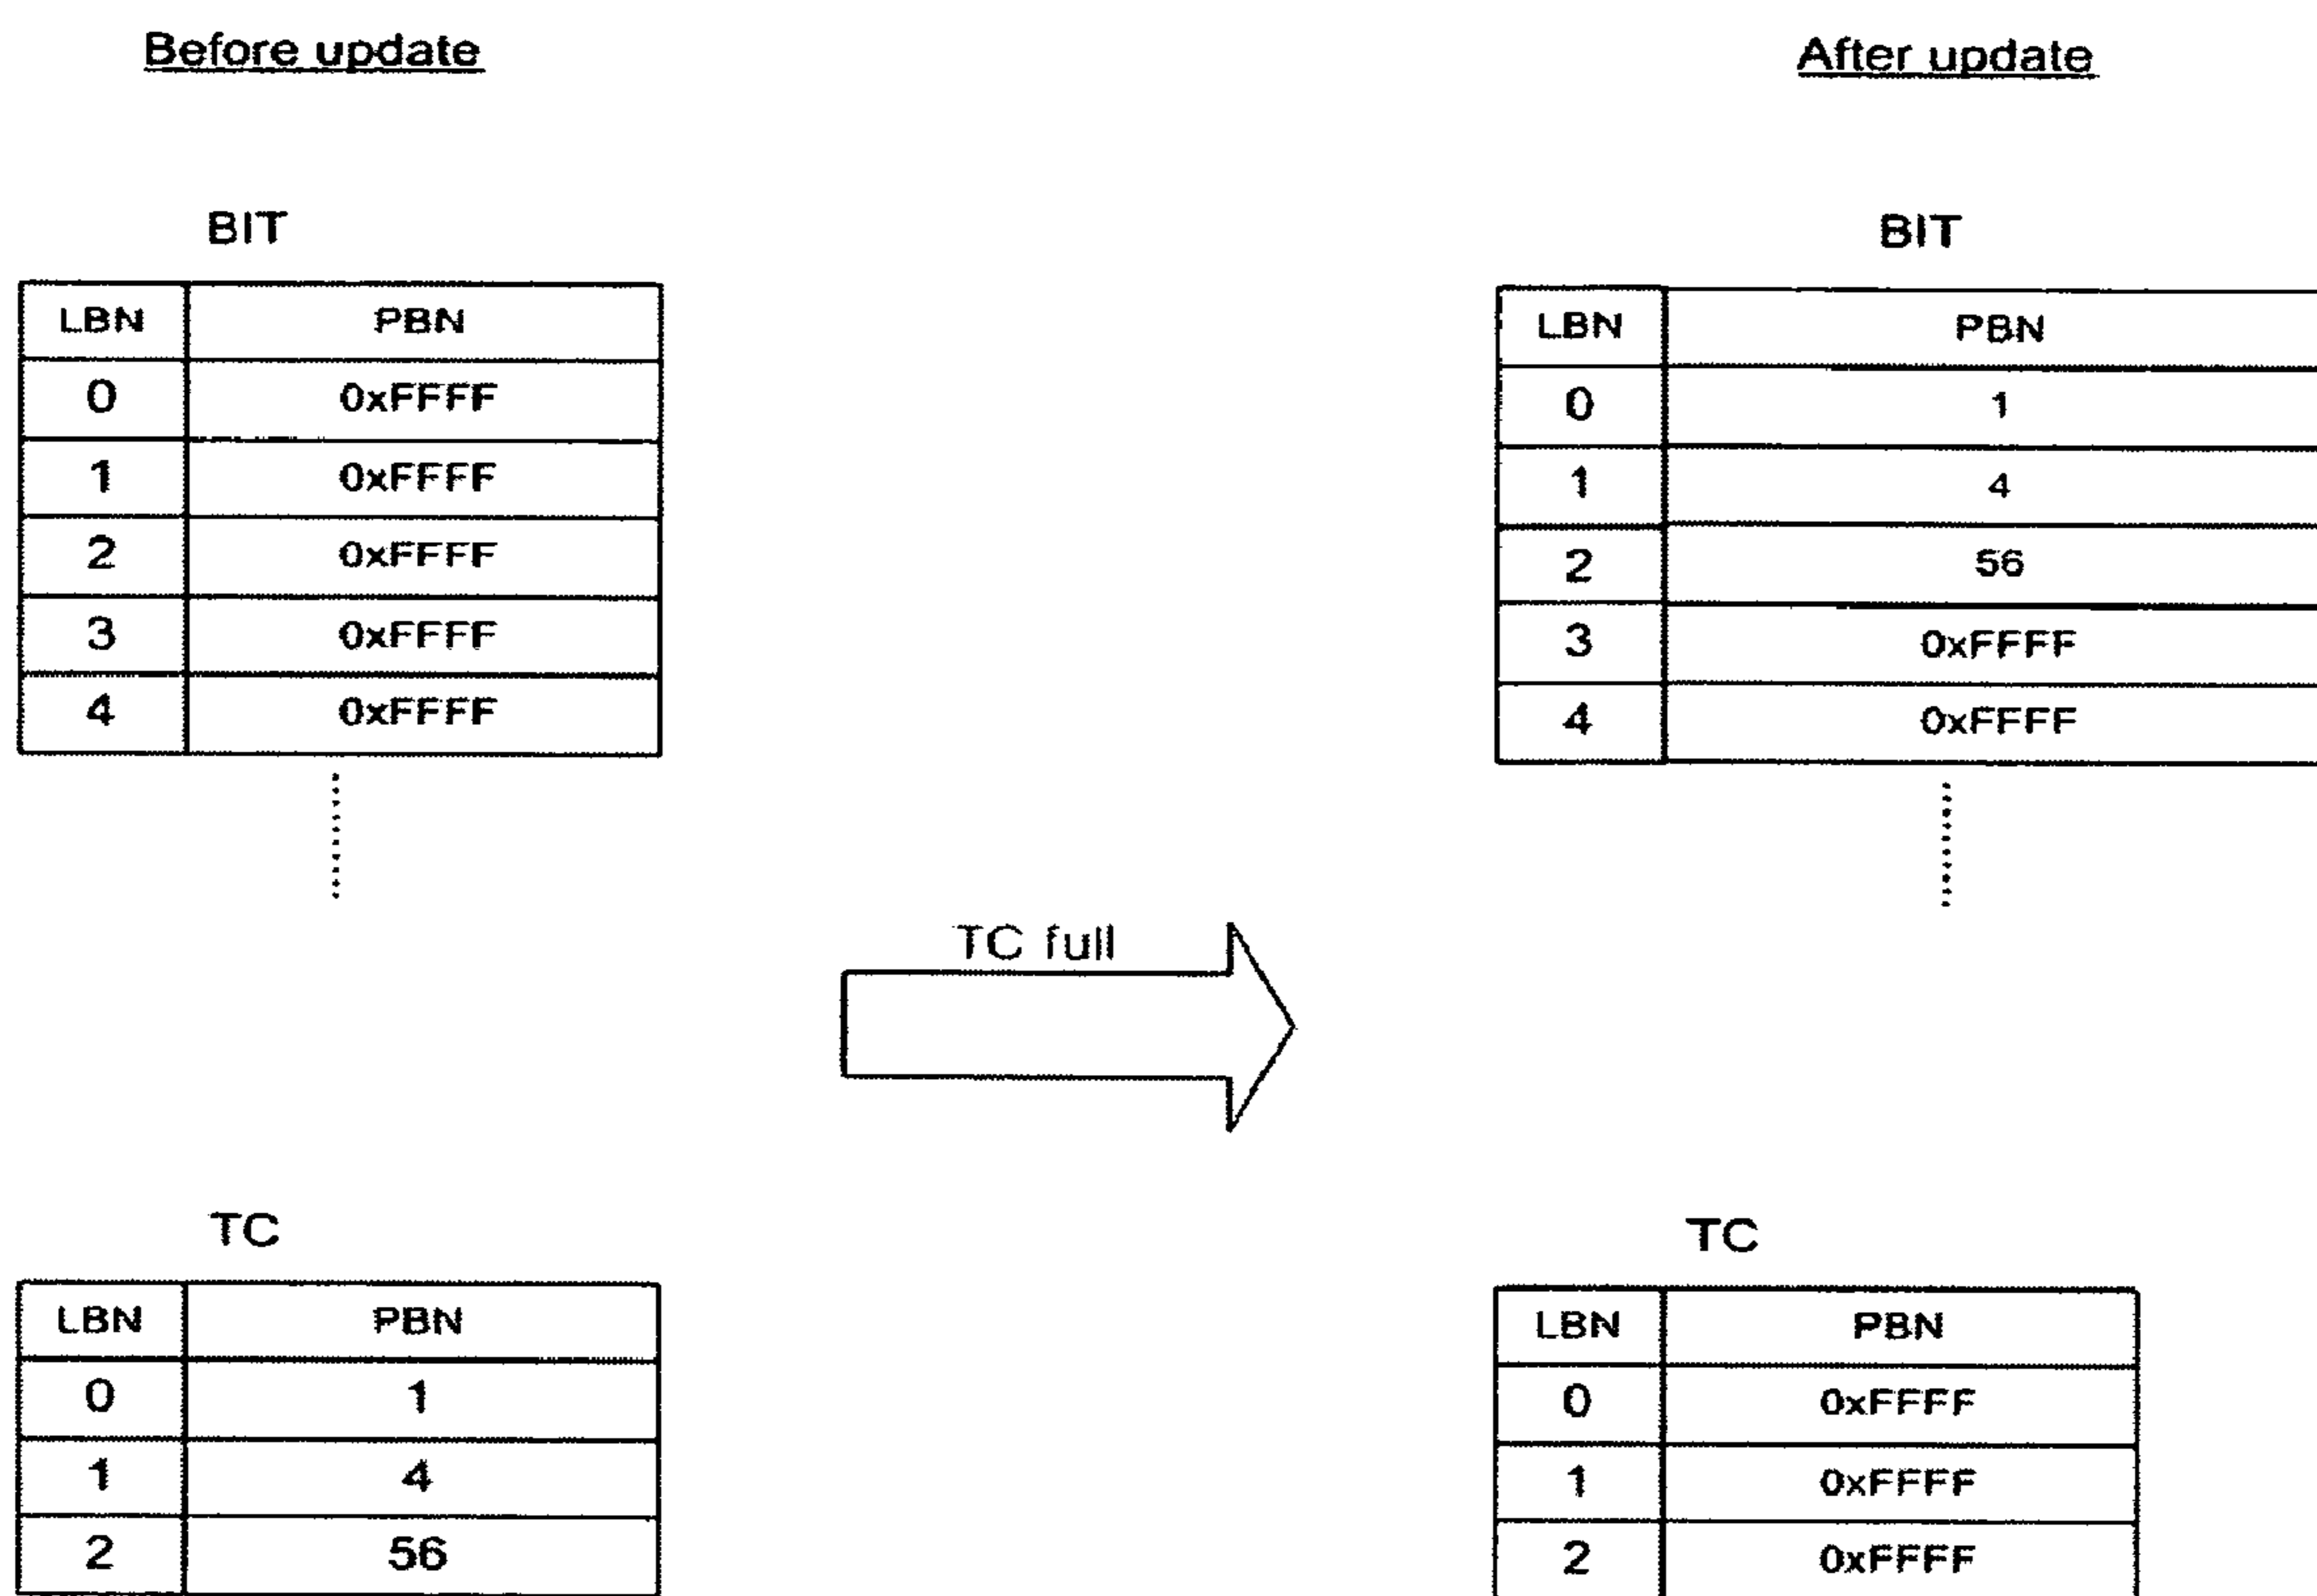 Before update
After update
BIT
LBN PBN
0 0xFFFF
1 0xFFFF
2 0xFFFF
3 0xFFFF
4 0xFFFF
BIT
LBN PBN
0 1
1 4
2 56
3 0xFFFF
4 0xFFFF
TC full
TC
LBN PBN
0 1
1 4
2 56
TC
LBN PBN
0 0xFFFF
1 0xFFFF
2 0xFFFF